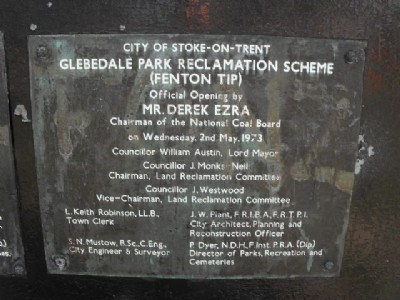 CITY OF STOKE-ON-TRENT
GLEBEDALE PARK RECLAMATION SCHEME
(FENTON TIP)
Official Opening by
MR. DEREK EZRA
Chairman of the National Coal Board
on Wednesday, 2nd May, 1973
Councillor William Austin, Lord Mayor
Councillor J. Monks-Neil
Chairman, Land Reclamation Committee
Councillor J. Westwood
Vice-Chairman, Land Reclamation Committee
L. Keith Robinson, LL.B.,
Town Clerk
J. W. Plant, F.R.I.B.A., F.R.T.P.I.
City Architect, Planning and
Reconstruction Officer
S. N. Mustow, B.Sc., C.Eng.,
City Engineer & Surveyor
P. Dyer, N.D.H., F.Inst. P.R.A. (Dip)
Director of Parks, Recreation and
Cemeteries